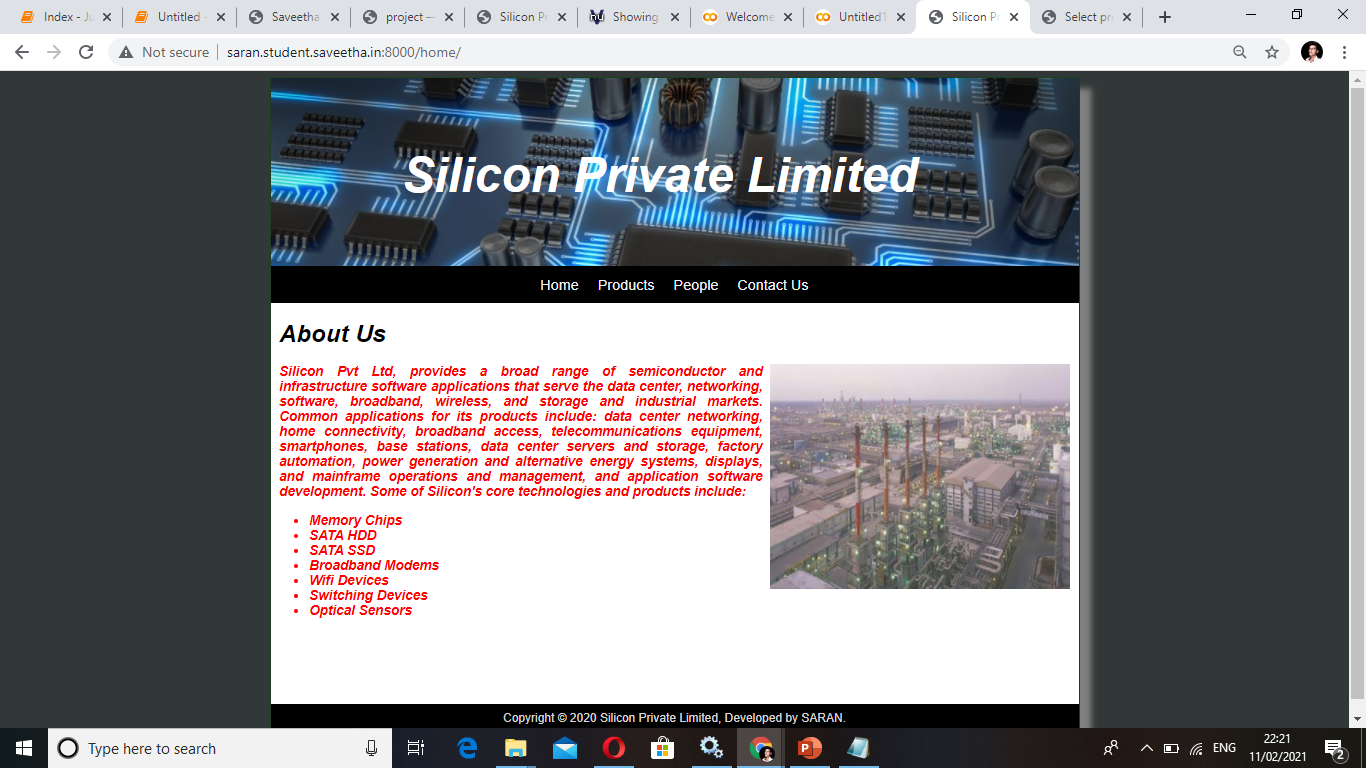 Index - Ju
Untitled -
Saveetha
project –
Silicon Pr
Showing
Welcome
Untitled1
Silicon Pr
Select pro
Not secure
saran.student.saveetha.in:8000/home/
Silicon Private Limited
Home Products People Contact Us
About Us
Silicon Pvt Ltd, provides a broad range of semiconductor and
infrastructure software applications that serve the data center, networking,
software, broadband, wireless, and storage and industrial markets.
Common applications for its products include: data center networking,
home connectivity, broadband access, telecommunications equipment,
smartphones, base stations, data center servers and storage, factory
automation, power generation and alternative energy systems, displays,
and mainframe operations and management, and application software
development. Some of Silicon's core technologies and products include:
• Memory Chips
• SATA HDD
• SATA SSD
• Broadband Modems
• Wifi Devices
• Switching Devices
• Optical Sensors
Copyright © 2020 Silicon Private Limited, Developed by SARAN.
Type here to search
ENG
22:21
11/02/2021
2